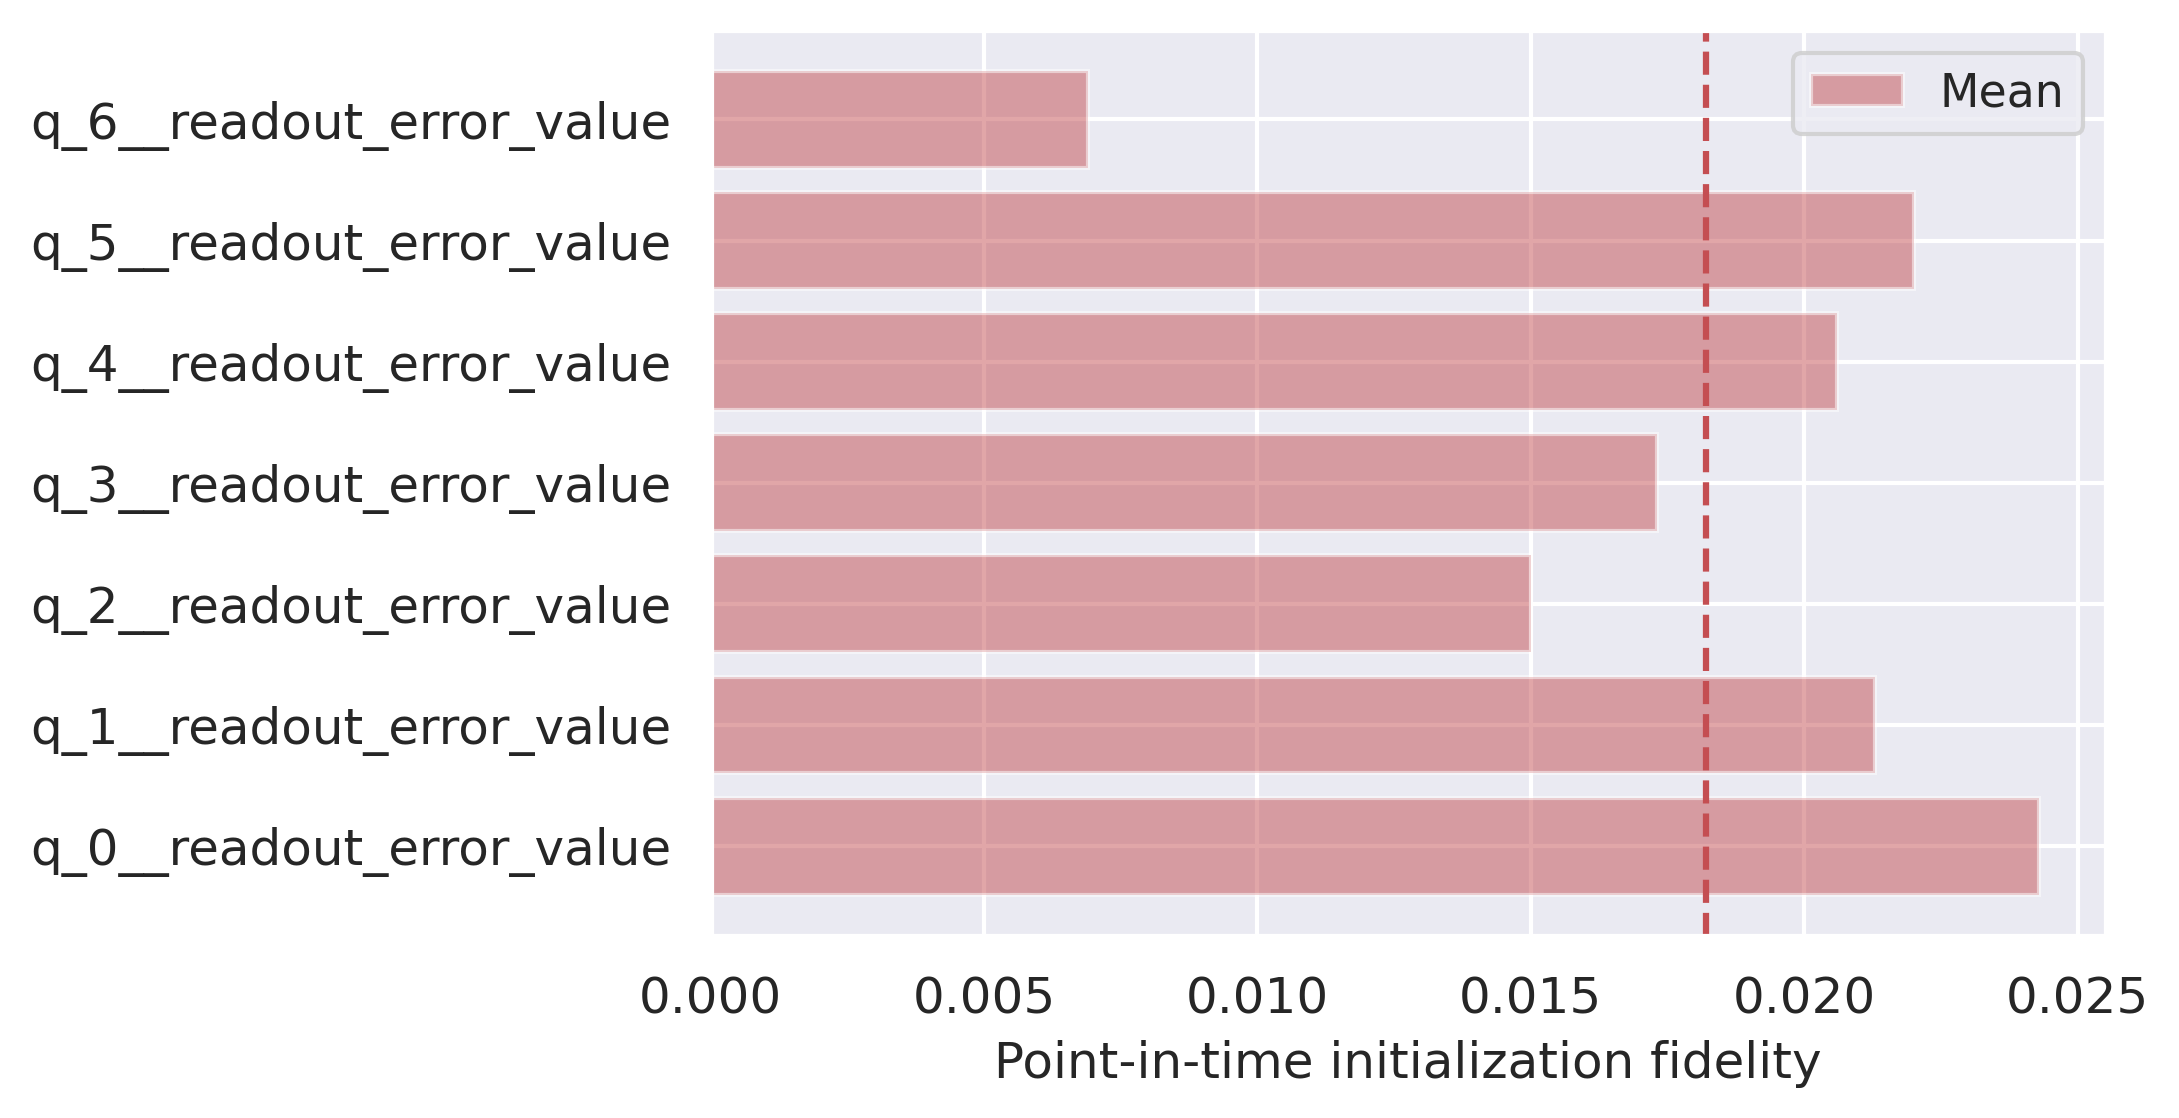 Mean
q_6__readout_error_value
q_5__readout_error_value
q_4__readout_error_value
q_3__readout_error_value
q_2__readout_error_value
q_1__readout_error_value
q_0__readout_error_value
0.000 0.005 0.010 0.015 0.020 0.025
Point-in-time initialization fidelity